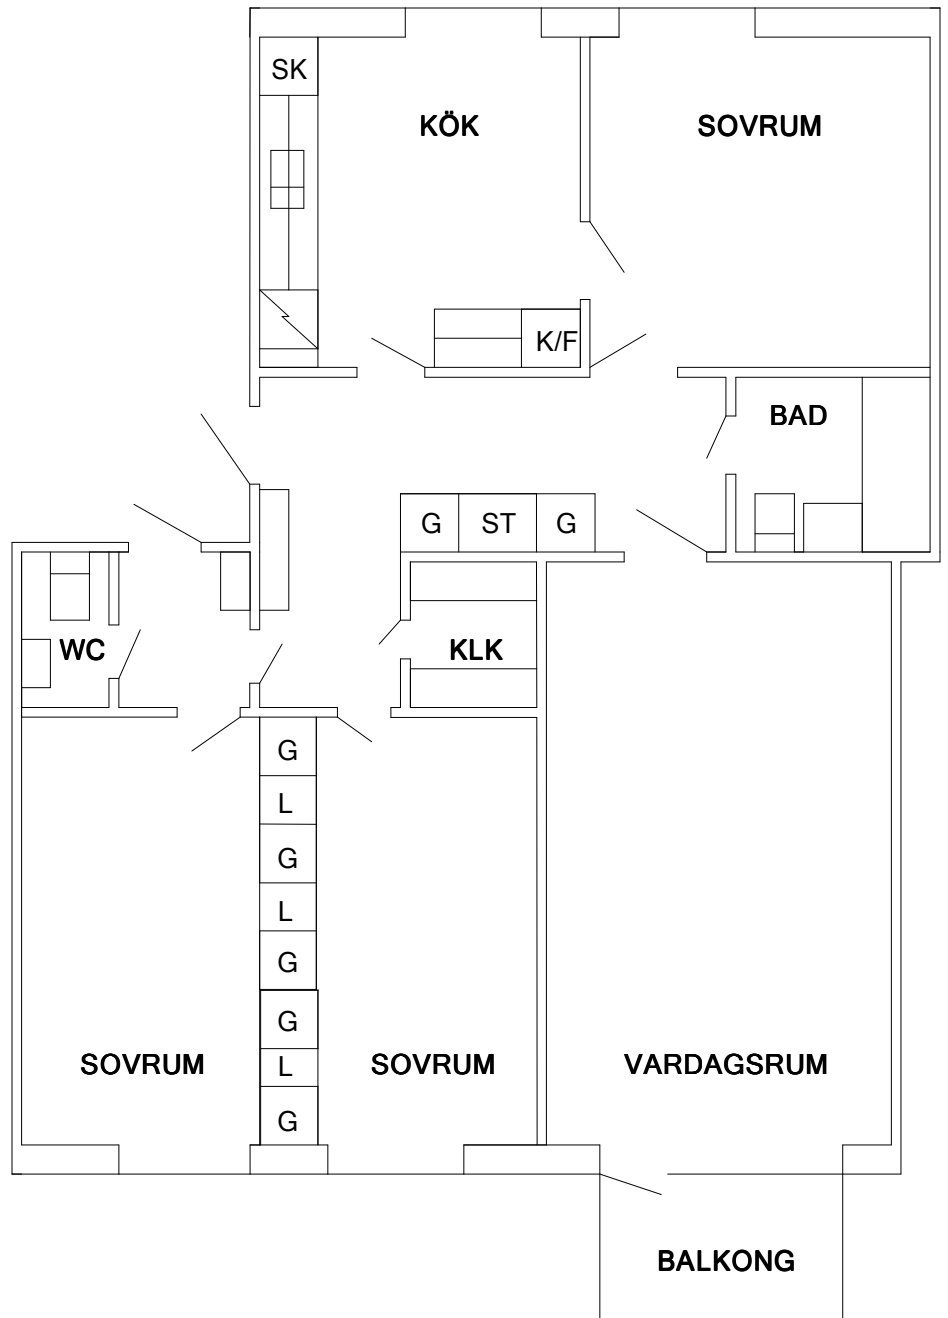 SK
KÖK
SOVRUM
K/F
BAD
G
ST
G
WC
KLK
G
L
G
L
G
G
L
G
SOVRUM
SOVRUM
VARDAGSRUM
BALKONG